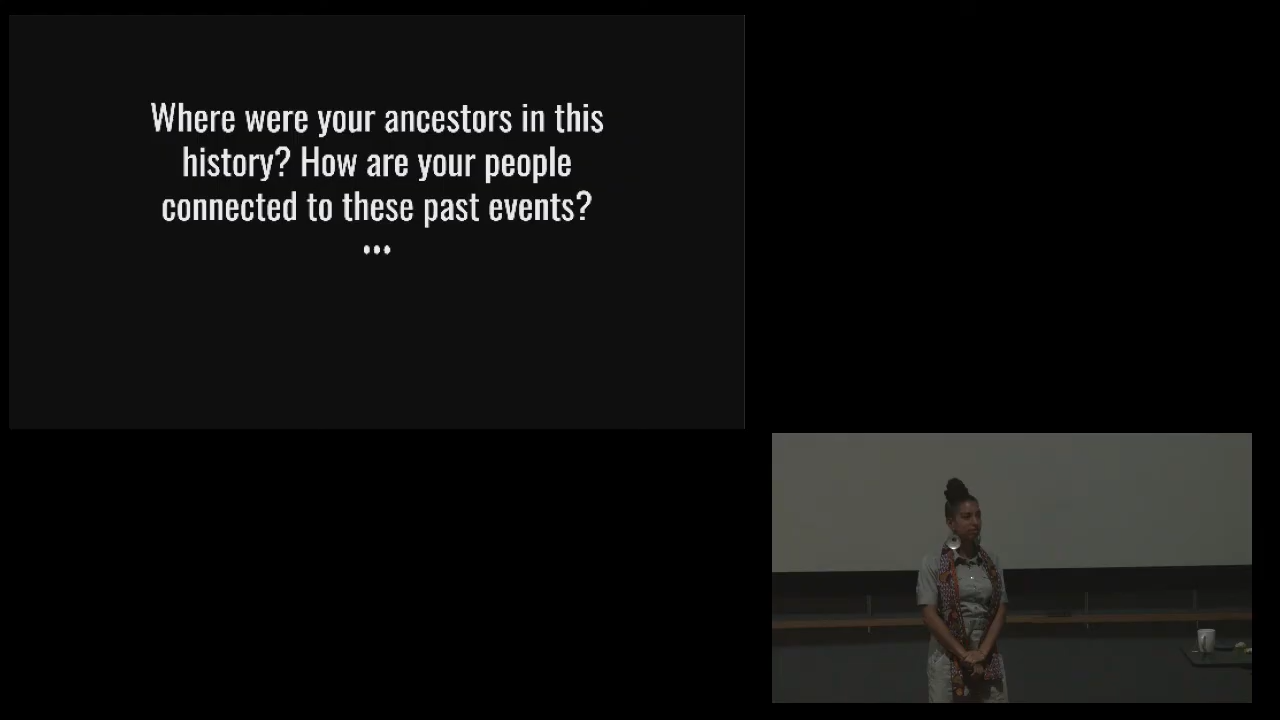 Where were your ancestors in this
history? How are your people
connected to these past events?
...